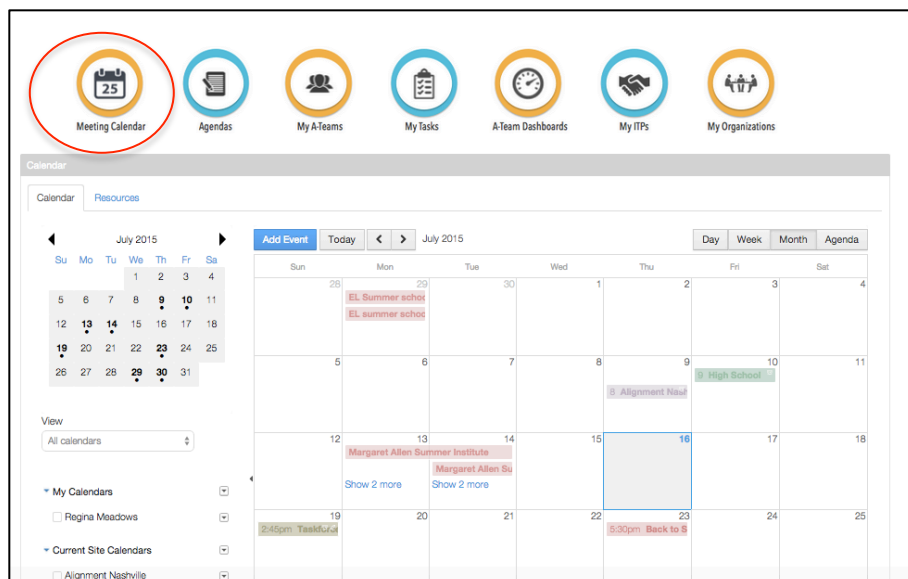 25
Meeting Calendar Agendas My A-Teams My Tasks A-Team Dashboards My ITPs My Organizations
Calendar
Calendar Resources
July 2015
Su Mo Tu We Th Fr Sa
1 2 3 4
5 6 7 8 9 10 11
12 13 14 15 16 17 18
19 20 21 22 23 24 25
26 27 28 29 30 31
View
All calendars
My Calendars
Regina Meadows
Current Site Calendars
Alignment Nashville
Add Event Today July 2015 Day Week Month Agenda
Sun Mon Tue Wed Thu Fri Sat
28 29 30 1 2 3 4
EL Summer schoo
EL summer schoo
5 6 7 8 9 10 11
9 High School
8 Alignment Nash
12 13 14 15 16 17 18
Margaret Allen Summer Institute
Margaret Allen Su
Show 2 more Show 2 more
19 20 21 22 23 24 25
2:45pm Taskforce 5:30pm Back to S